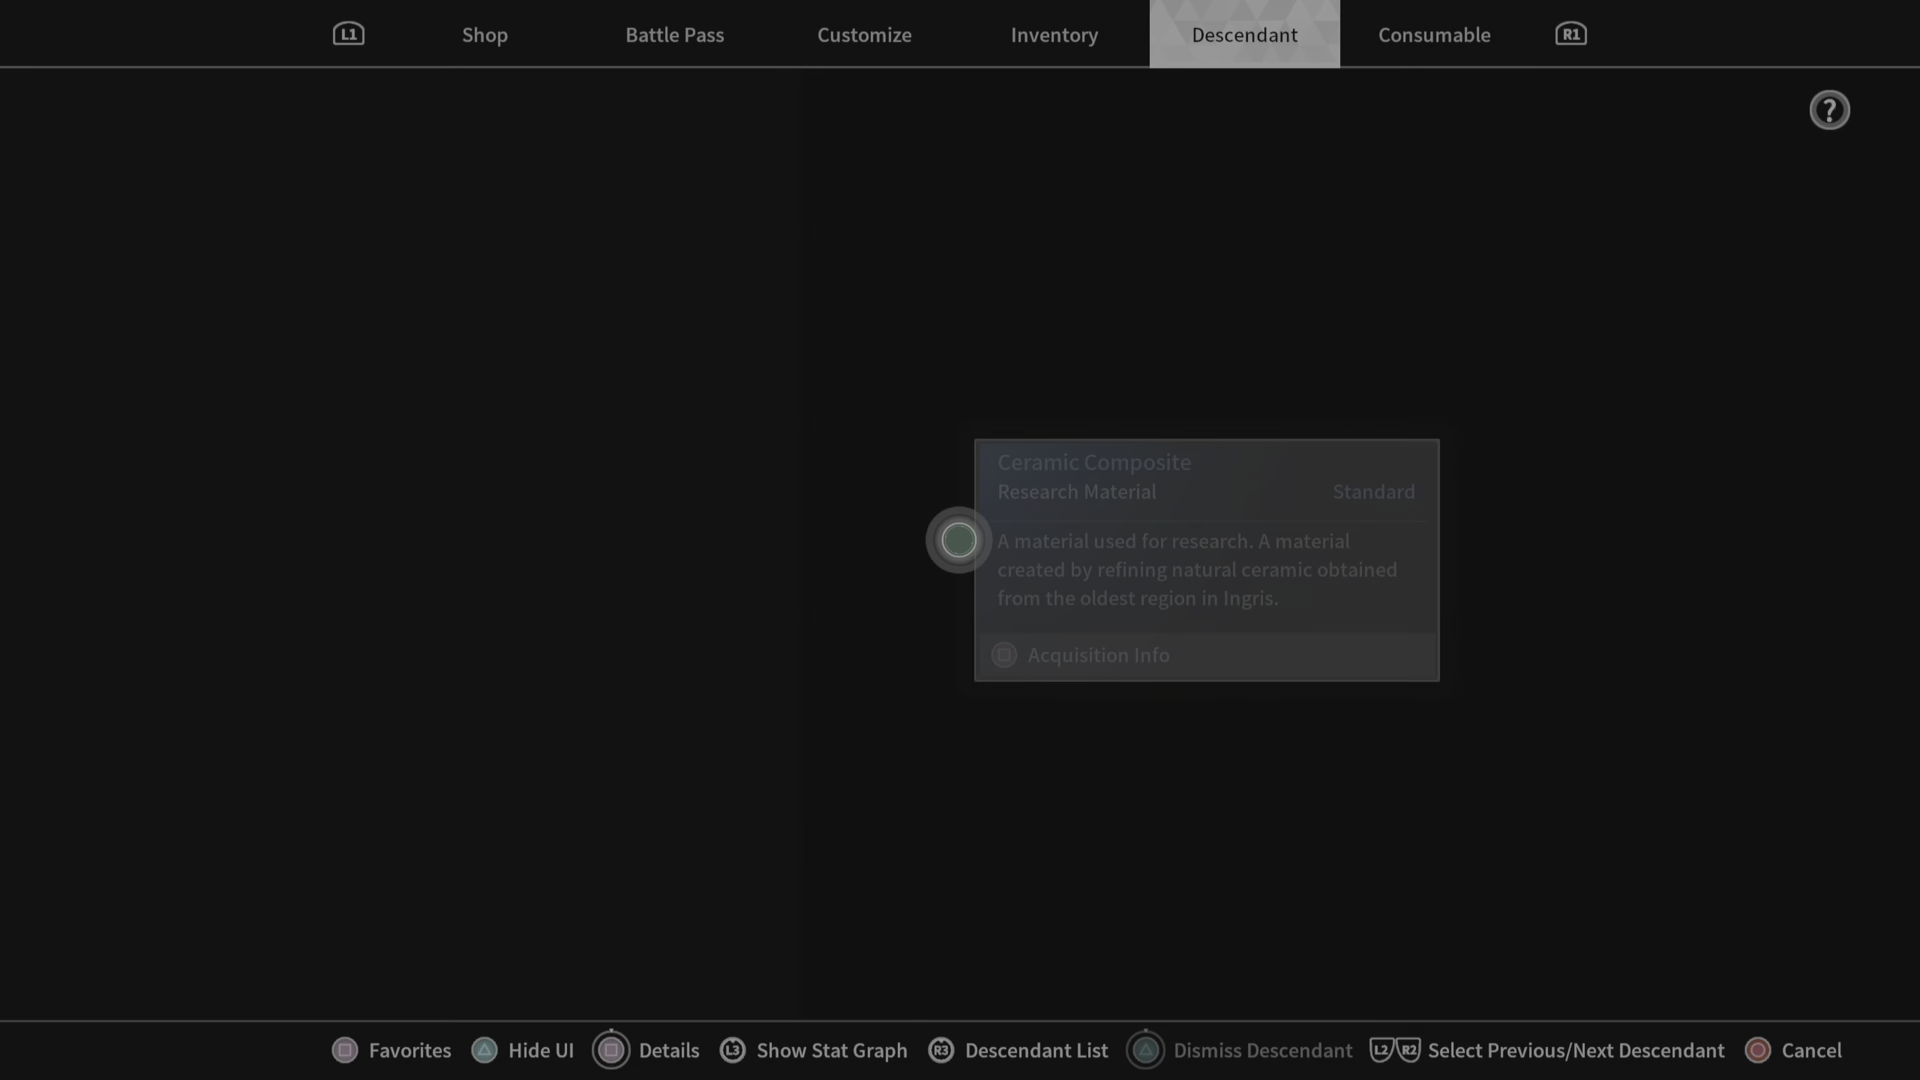 L1 Shop Battle Pass Customize Inventory Descendant Consumable R1
?
Ceramic Composite
Research Material Standard
A material used for research. A material
created by refining natural ceramic obtained
from the oldest region in Ingris.
Acquisition Info
Favorites Hide UI Details L3 Show Stat Graph R3 Descendant List Dismiss Descendant L2 R2 Select Previous/Next Descendant Cancel